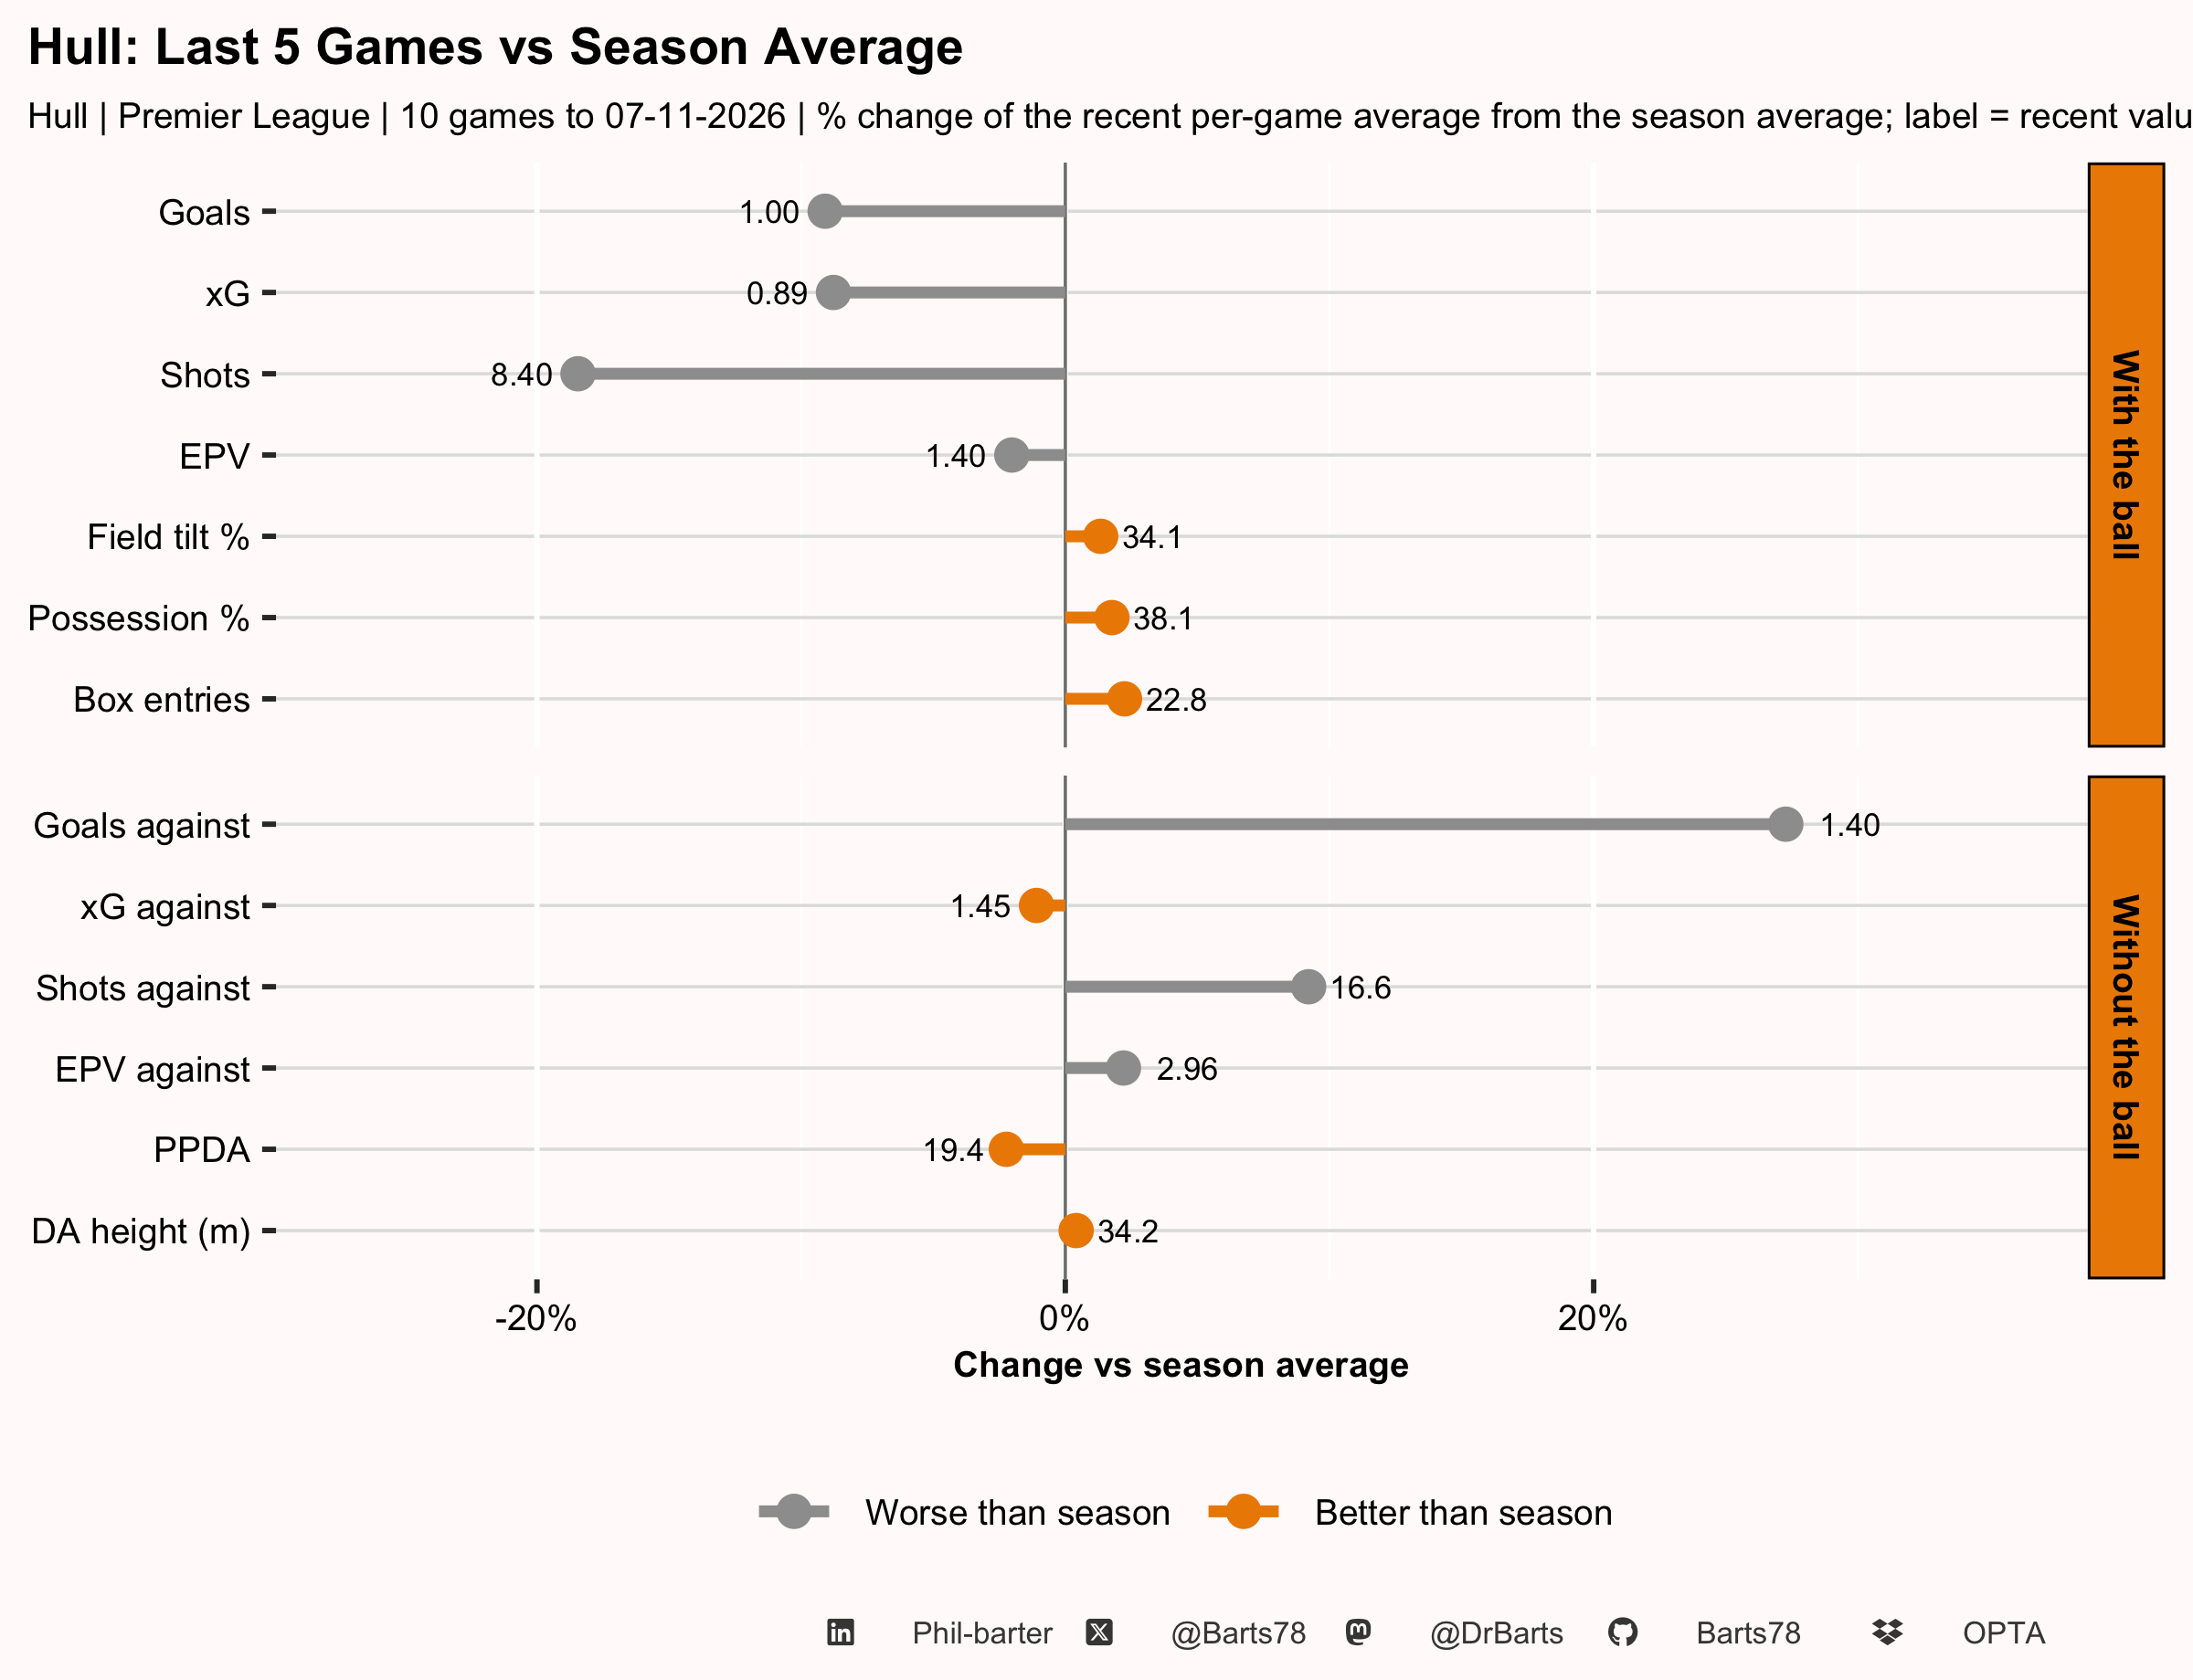 Hull: Last 5 Games vs Season Average
Hull | Premier League | 10 games to 07-11-2026 | % change of the recent per-game average from the season average; label = recent valu
Goals 1.00
xG 0.89
Shots 8.40
EPV 1.40
Field tilt % 34.1
Possession % 38.1
Box entries 22.8
With the ball
Goals against 1.40
xG against 1.45
Shots against 16.6
EPV against 2.96
PPDA 19.4
DA height (m) 34.2
Without the ball
-20% 0% 20%
Change vs season average
Worse than season Better than season
Phil-barter @Barts78 @DrBarts Barts78 OPTA